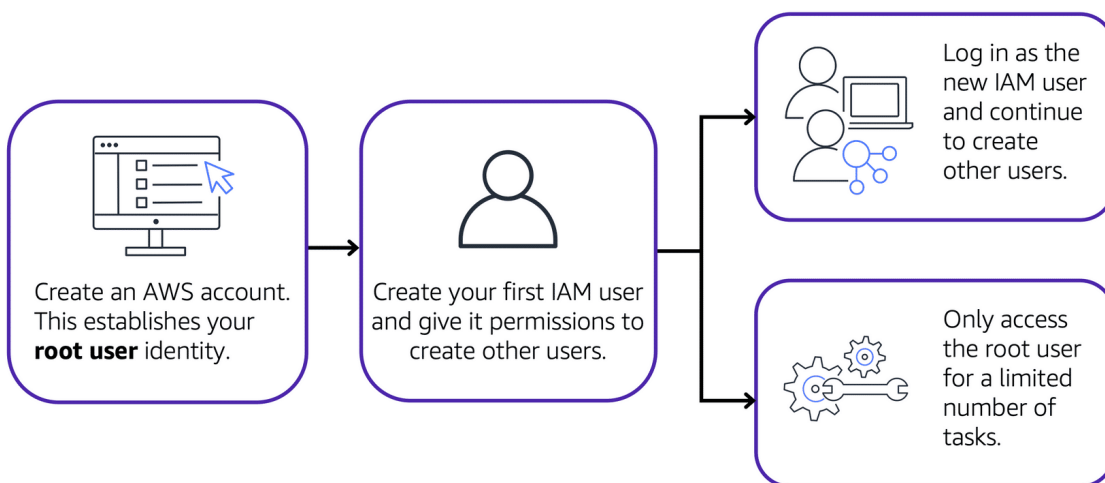 Create an AWS account.
This establishes your
root user identity.
Create your first IAM user
and give it permissions to
create other users.
Log in as the
new IAM user
and continue
to create
other users.
Only access
the root user
for a limited
number of
tasks.